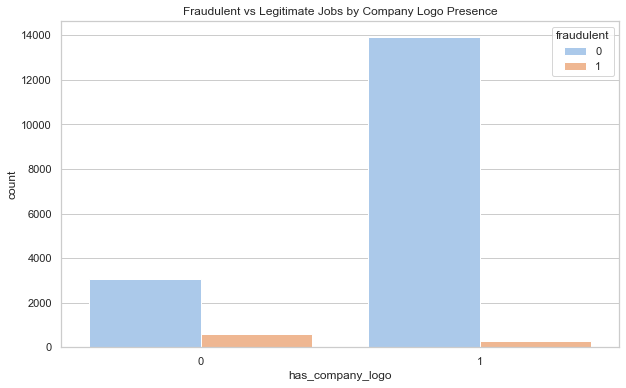 Fraudulent vs Legitimate Jobs by Company Logo Presence
fraudulent
0
1
14000
12000
10000
8000
6000
4000
2000
0
count
0 1
has_company_logo